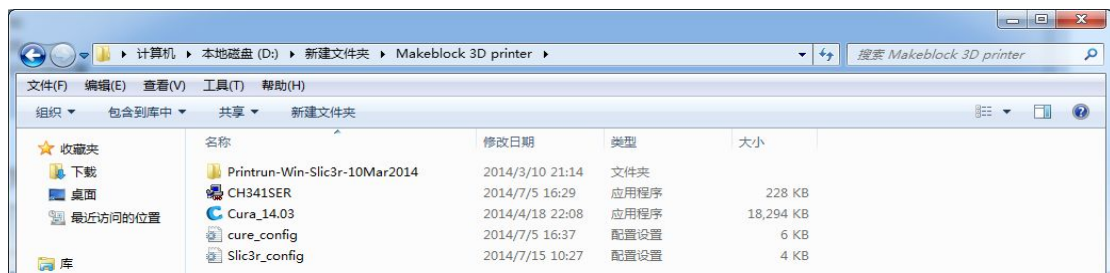 计算机 本地磁盘 (D:) 新建文件夹 Makeblock 3D printer 搜索 Makeblock 3D printer
文件(F) 编辑(E) 查看(V) 工具(T) 帮助(H)
组织 包含到库中 共享 新建文件夹
收藏夹 名称 修改日期 类型 大小
下载 Printrun-Win-Slic3r-10Mar2014 2014/3/10 21:14 文件夹
桌面 CH341SER 2014/7/5 16:29 应用程序 228 KB
最近访问的位置 Cura_14.03 2014/4/18 22:08 应用程序 18,294 KB
cure_config 2014/7/5 16:37 配置设置 6 KB
库 Slic3r_config 2014/7/15 10:27 配置设置 4 KB